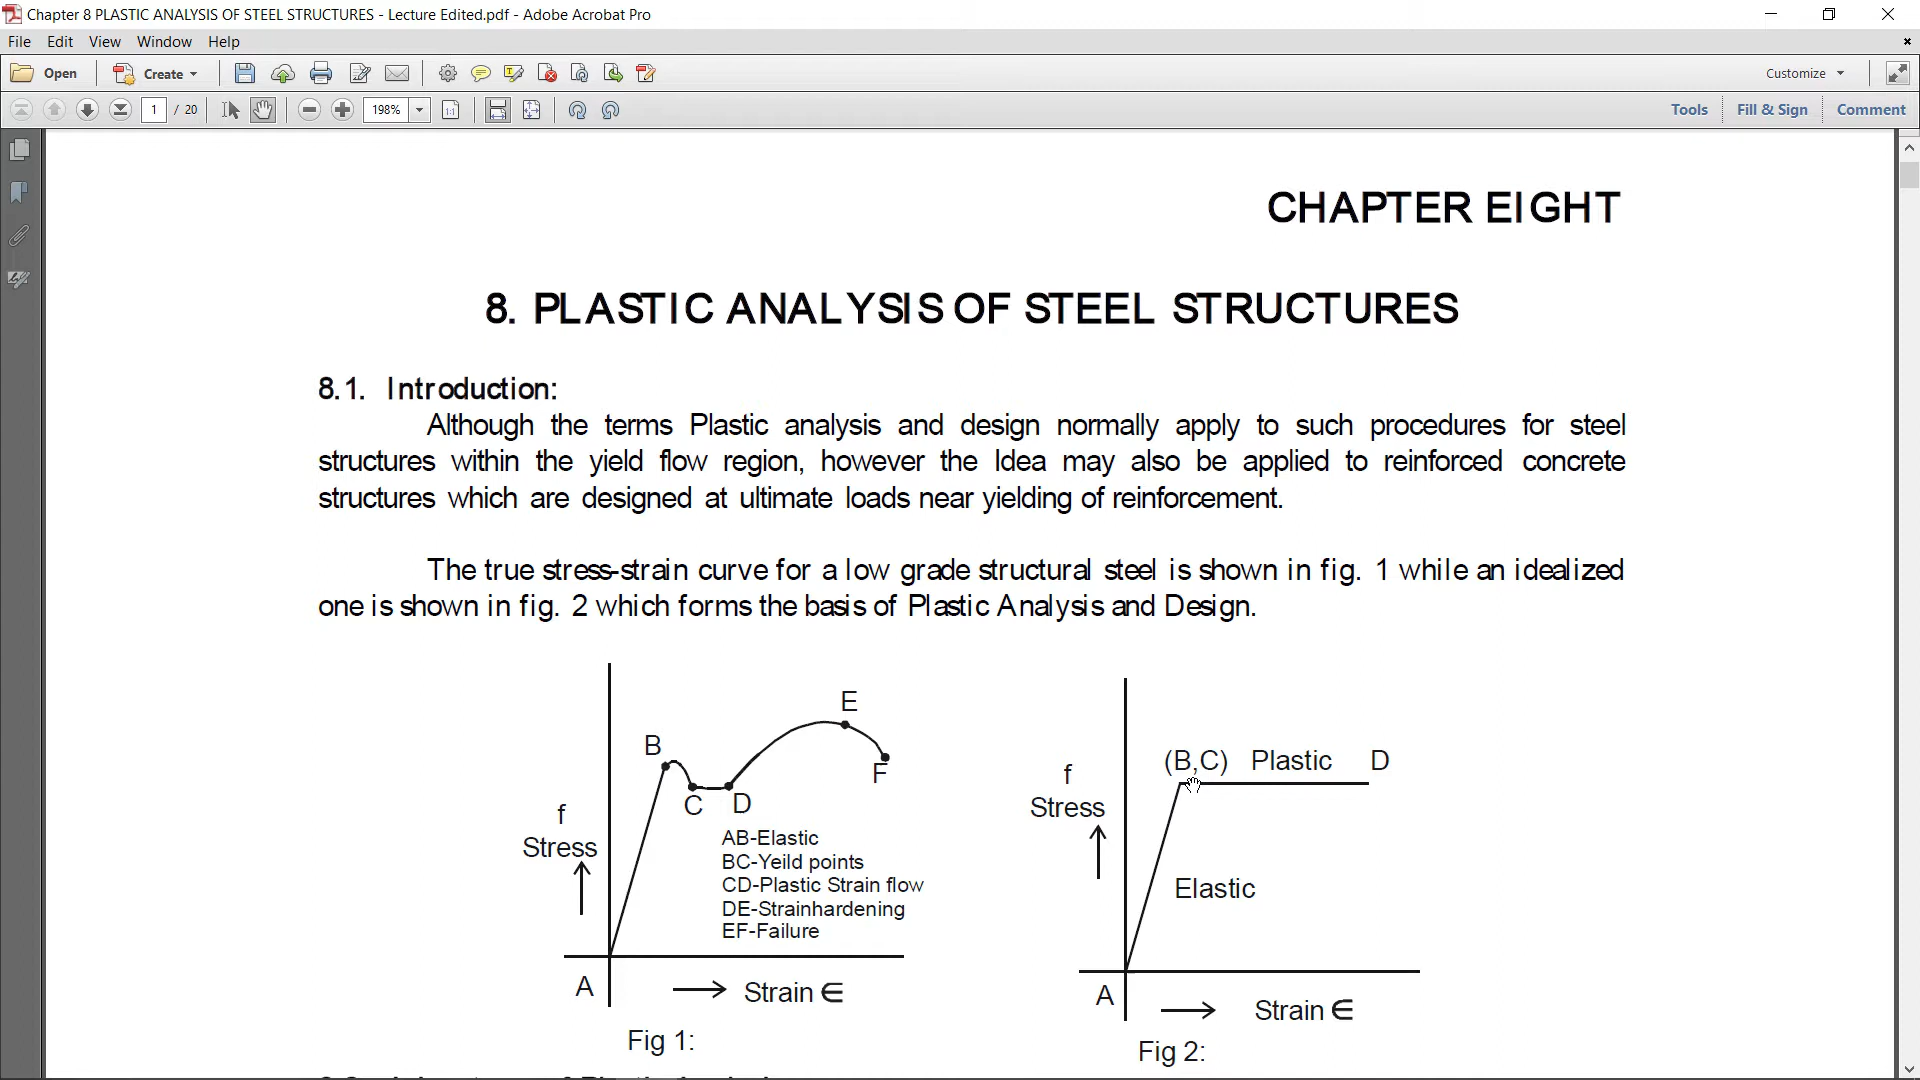 Chapter 8 PLASTIC ANALYSIS OF STEEL STRUCTURES - Lecture Edited.pdf - Adobe Acrobat Pro
File Edit View Window Help
Open Create Customize
1 / 20 198% Tools Fill & Sign Comment
CHAPTER EIGHT
8. PLASTIC ANALYSIS OF STEEL STRUCTURES
8.1. Introduction:
Although the terms Plastic analysis and design normally apply to such procedures for steel
structures within the yield flow region, however the Idea may also be applied to reinforced concrete
structures which are designed at ultimate loads near yielding of reinforcement.
The true stress-strain curve for a low grade structural steel is shown in fig. 1 while an idealized
one is shown in fig. 2 which forms the basis of Plastic Analysis and Design.
E
B
F
C D
f
Stress
AB-Elastic
BC-Yeild points
CD-Plastic Strain flow
DE-Strainhardening
EF-Failure
A
Strain ∈
Fig 1:
(B,C) Plastic D
f
Stress
Elastic
A
Strain ∈
Fig 2: